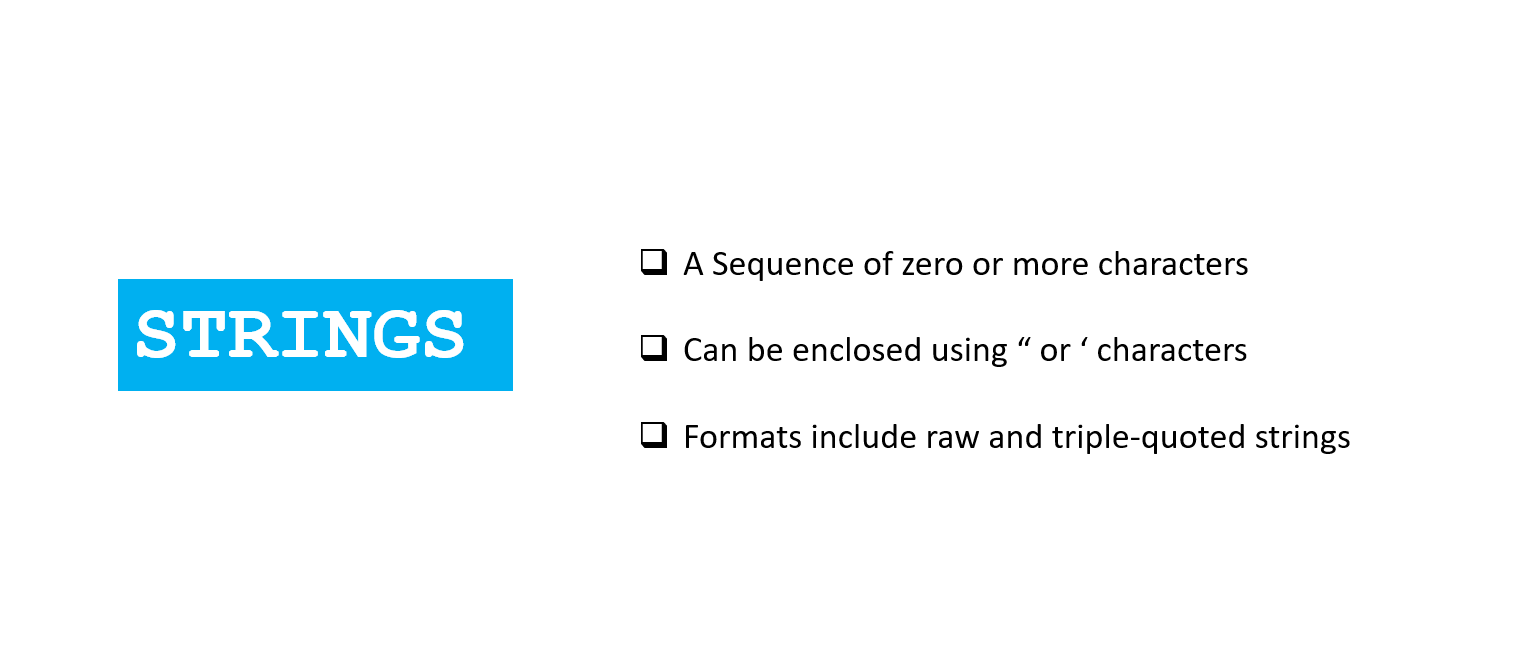 STRINGS
A Sequence of zero or more characters
Can be enclosed using “ or ‘ characters
Formats include raw and triple-quoted strings